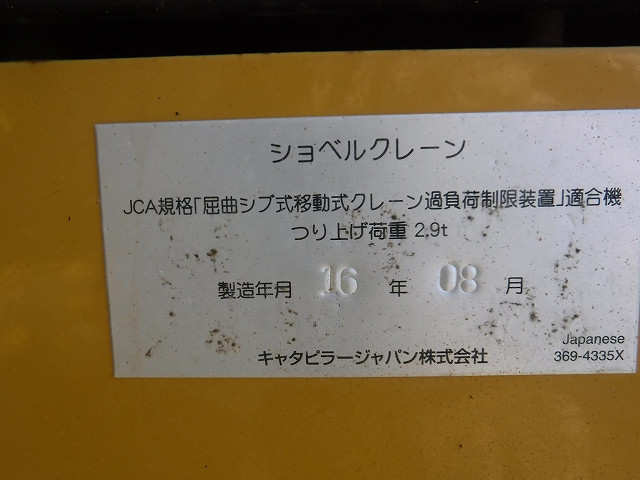 ショベルクレーン
JCA規格「屈曲シブ式移動式クレーン過負荷制限装置」適合機
つり上げ荷重 2.9t
製造年月 16 年 08 月
キャタピラージャパン株式会社
Japanese
369-4335X